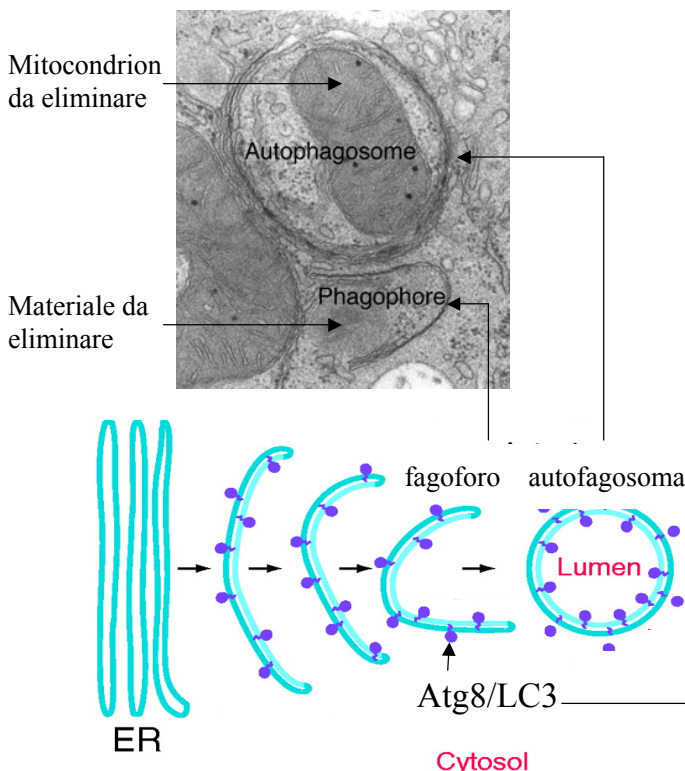 Mitocondrion
da eliminare
Autophagosome
Materiale da
eliminare
Phagophore
fagoforo
autofagosoma
Lumen
Atg8/LC3
ER
Cytosol